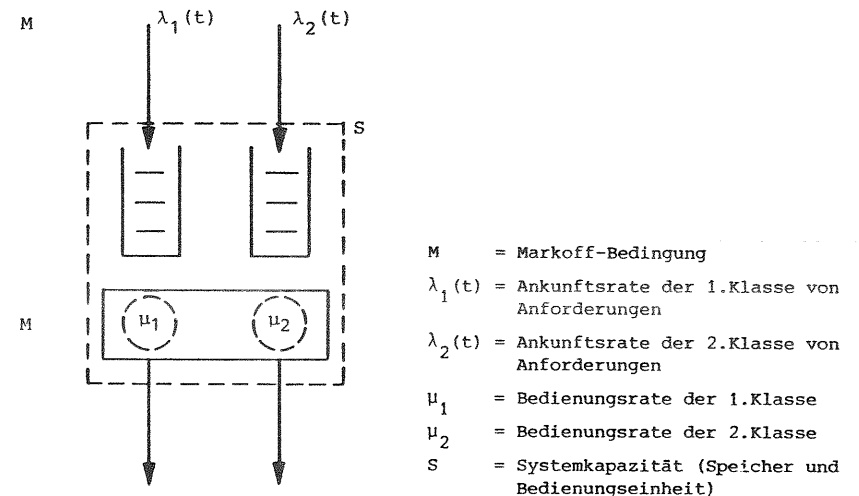 M
λ₁(t)
λ₂(t)
S
M
μ₁
μ₂
M = Markoff-Bedingung
λ₁(t) = Ankunftsrate der 1.Klasse von
Anforderungen
λ₂(t) = Ankunftsrate der 2.Klasse von
Anforderungen
μ₁ = Bedienungsrate der 1.Klasse
μ₂ = Bedienungsrate der 2.Klasse
S = Systemkapazität (Speicher und
Bedienungseinheit)